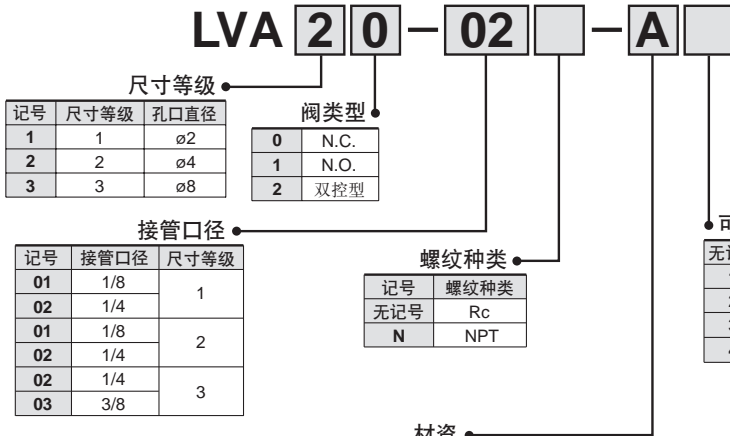 LVA 2 0 — 02 — A
尺寸等级
记号 尺寸等级 孔口直径
1 1 ø2
2 2 ø4
3 3 ø8
阀类型
0 N.C.
1 N.O.
2 双控型
接管口径
记号 接管口径 尺寸等级
01 1/8 1
02 1/4
01 1/8 2
02 1/4
02 1/4 3
03 3/8
螺纹种类
记号 螺纹种类
无记号 Rc
N NPT
可